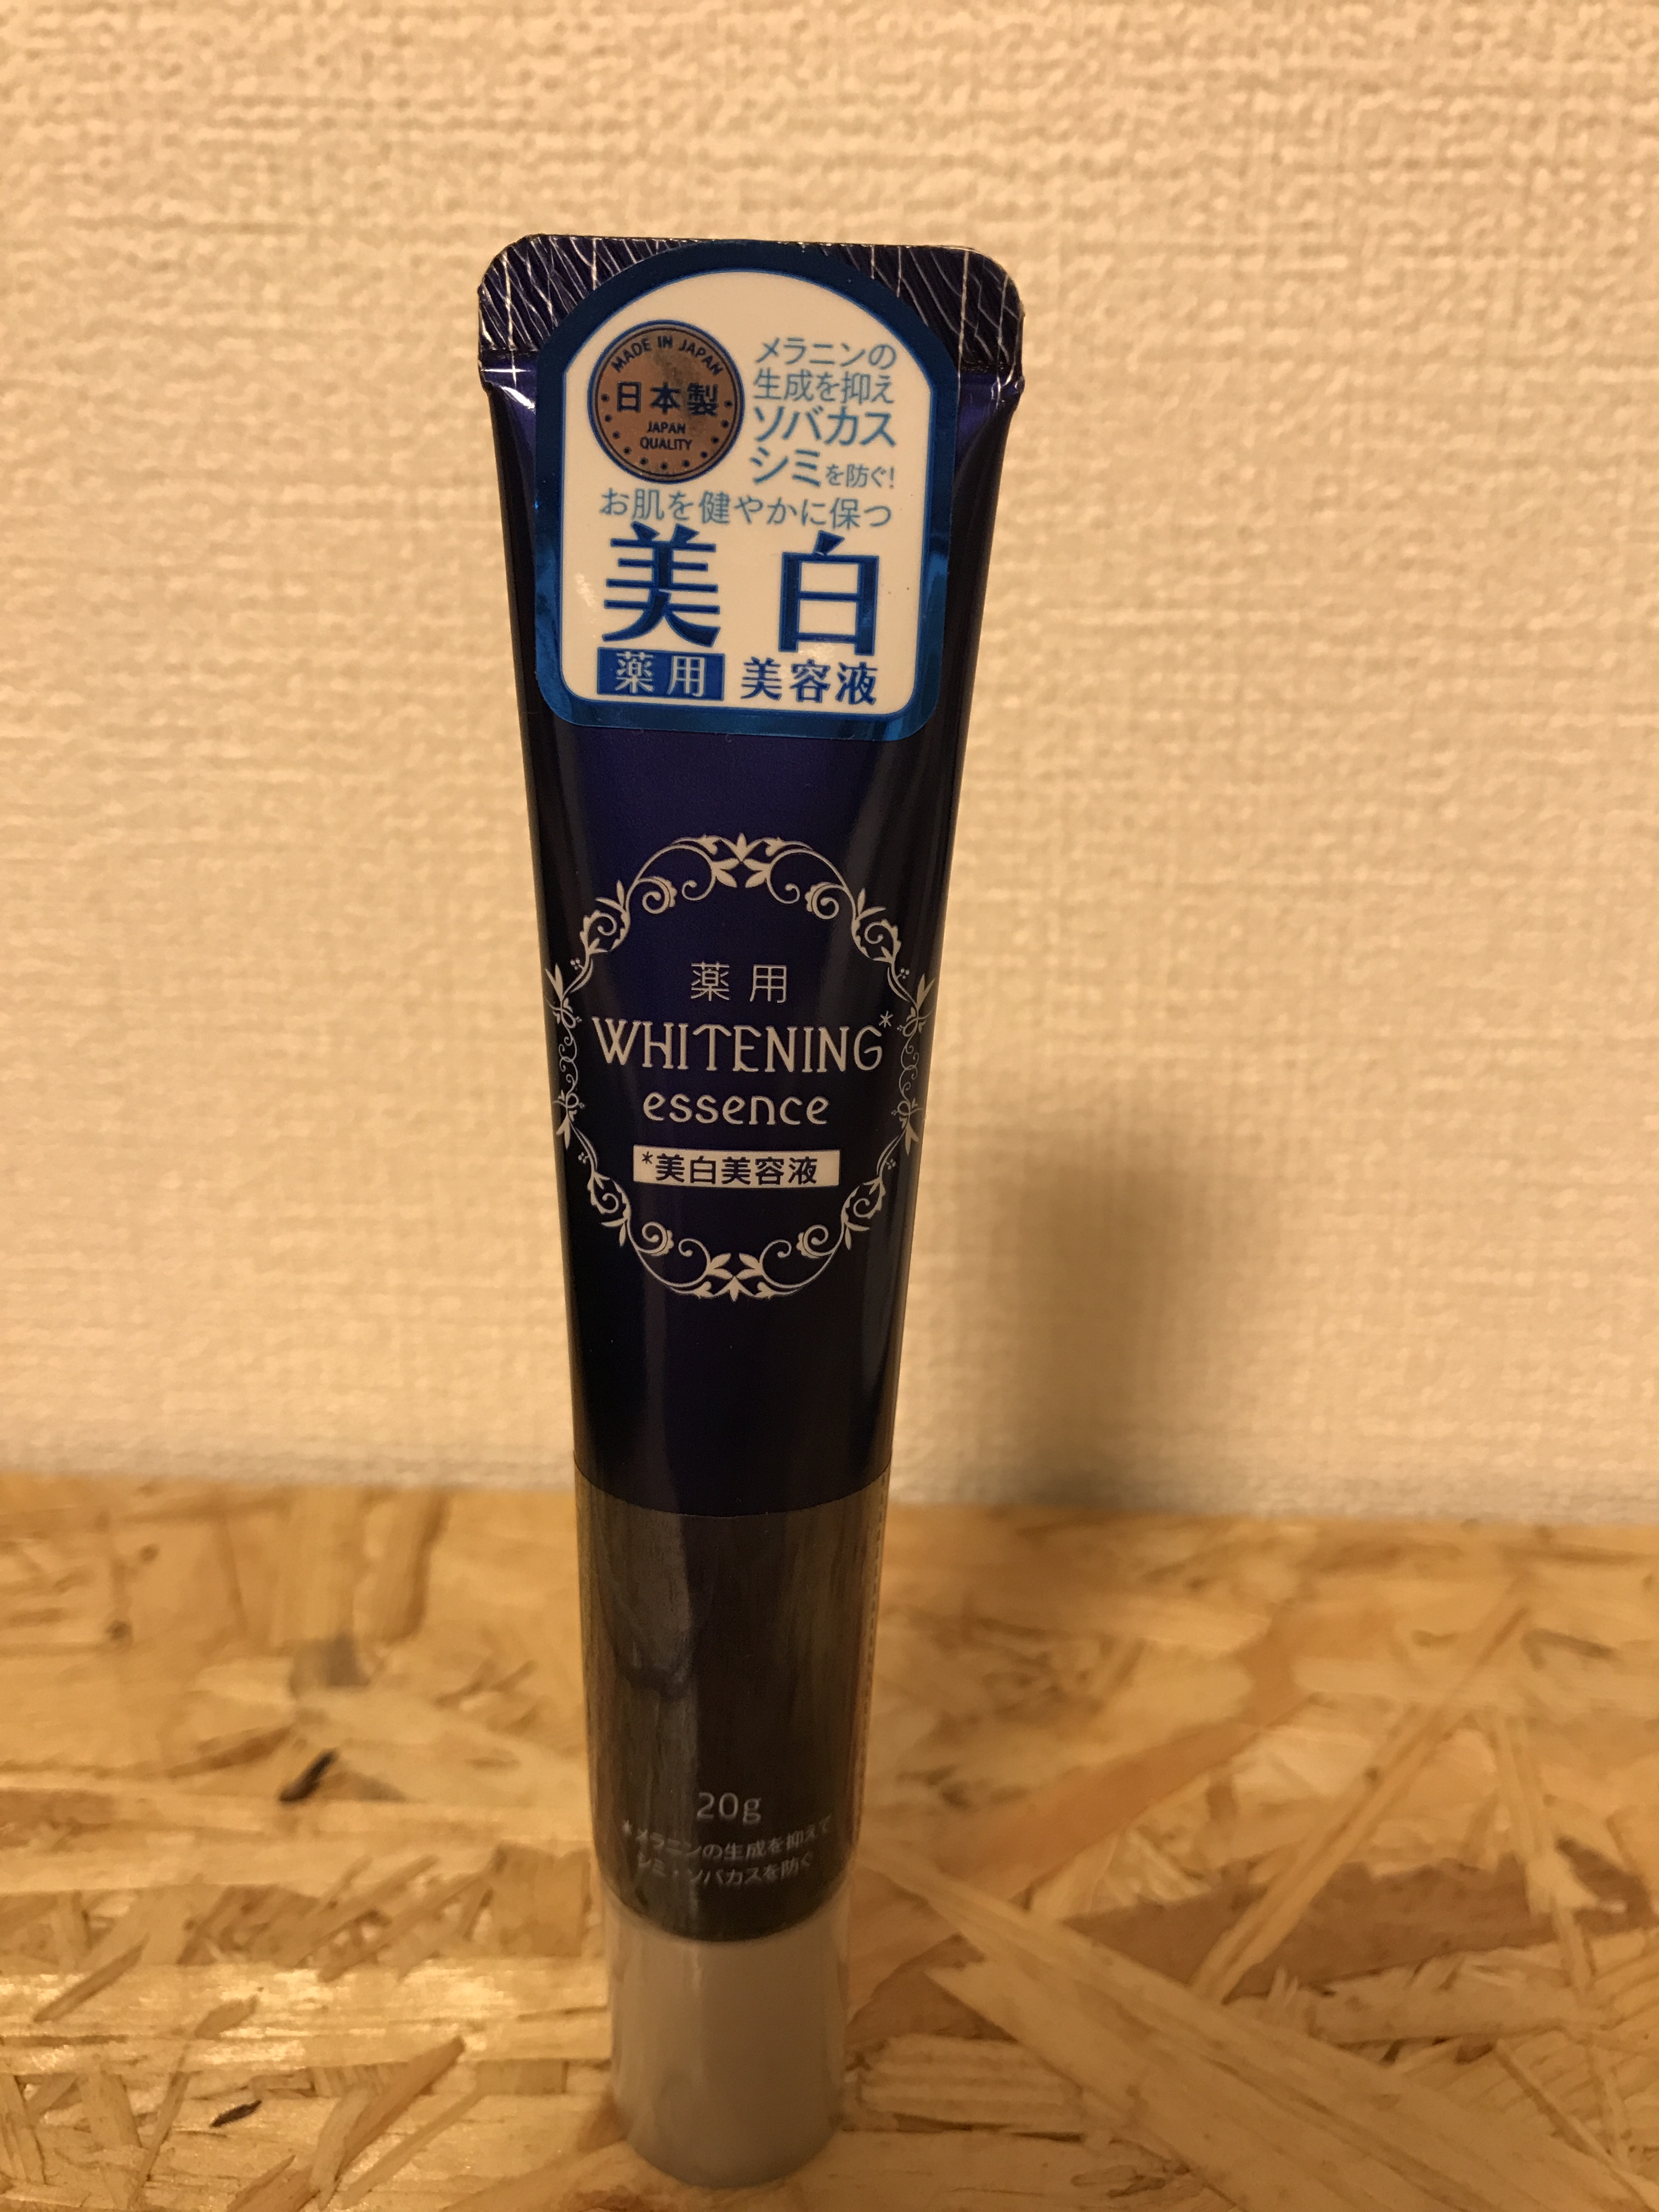 MADE IN JAPAN
日本製
JAPAN
QUALITY
メラニンの
生成を抑え
ソバカス
シミを防ぐ!
お肌を健やかに保つ
美白
薬用 美容液
薬用
WHITENING*
essence
*美白美容液
20g
*メラニンの生成を抑えて
シミ・ソバカスを防ぐ